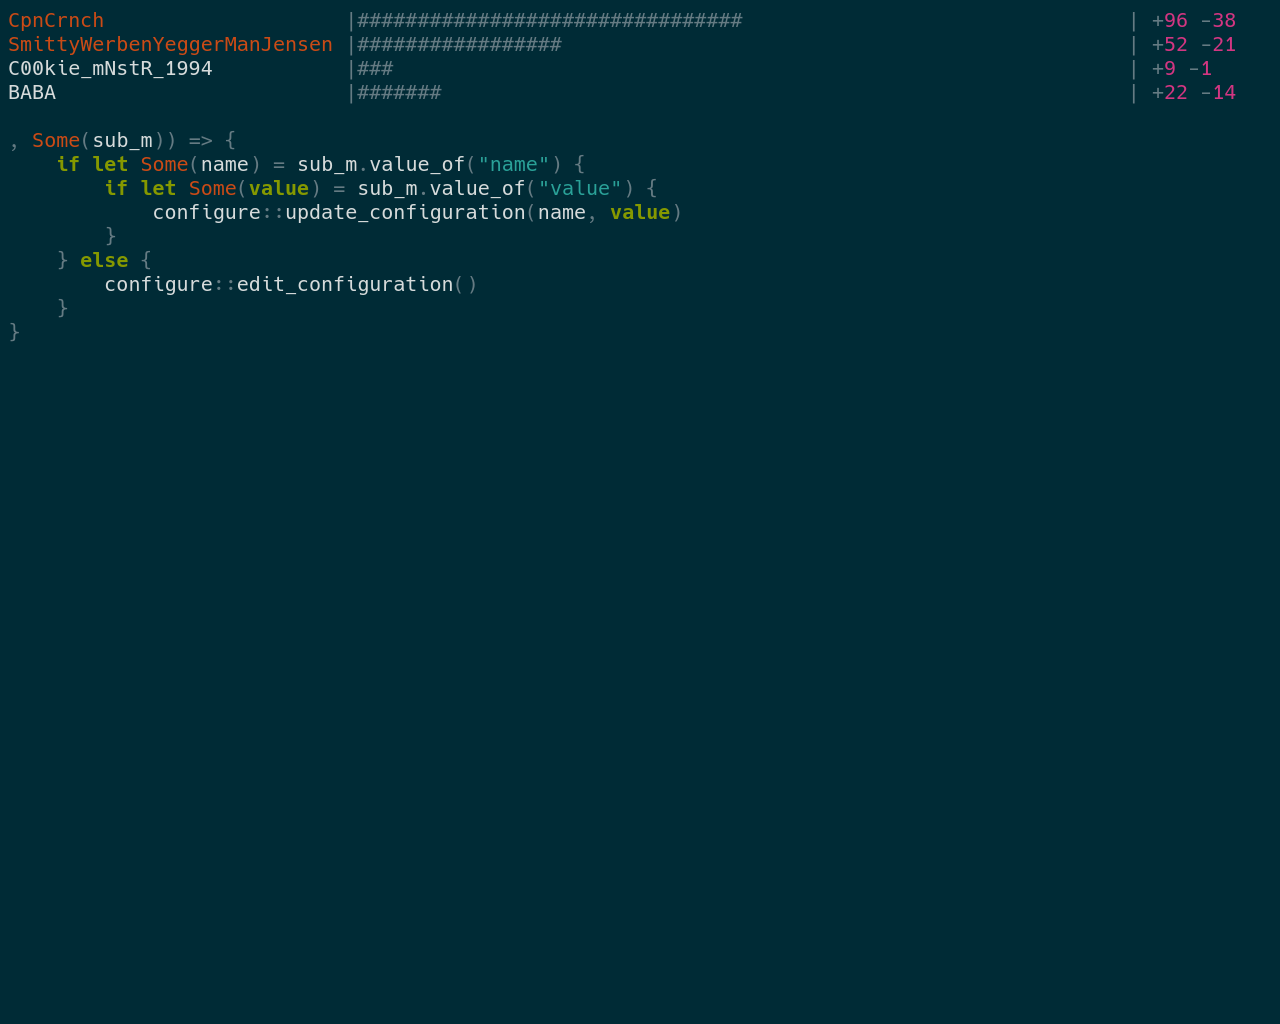 CpnCrnch                    |################################                                | +96 -38
SmittyWerbenYeggerManJensen |#################                                               | +52 -21
C00kie_mNstR_1994           |###                                                             | +9 -1
BABA                        |#######                                                         | +22 -14

, Some(sub_m)) => {
    if let Some(name) = sub_m.value_of("name") {
        if let Some(value) = sub_m.value_of("value") {
            configure::update_configuration(name, value)
        }
    } else {
        configure::edit_configuration()
    }
}